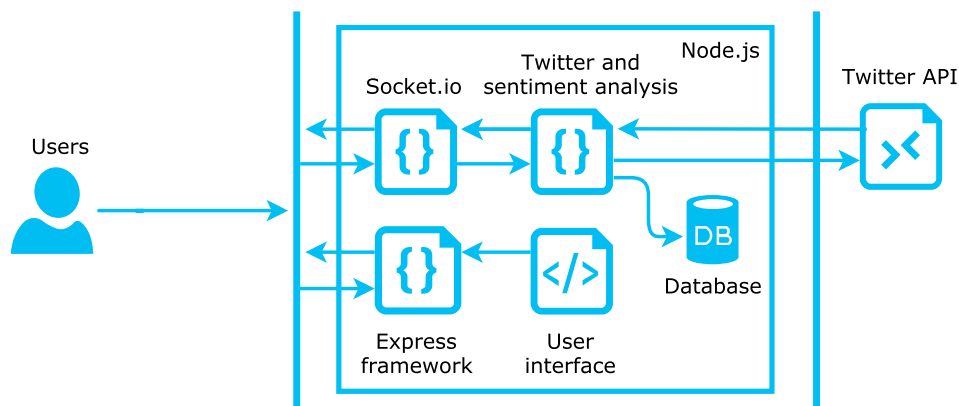 Node.js
Twitter and
sentiment analysis
Socket.io
Twitter API
{}
{}
Users
DB
{}
</>
Database
Express
framework
User
interface